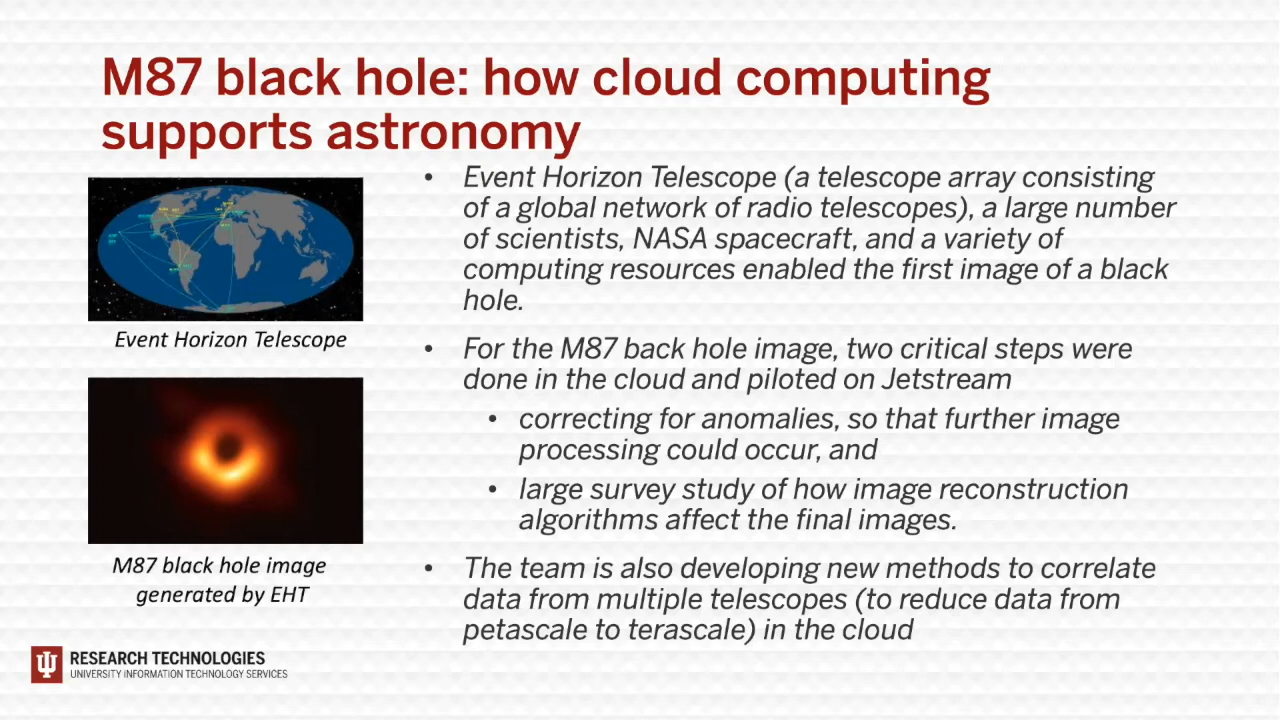 M87 black hole: how cloud computing
supports astronomy
Event Horizon Telescope
M87 black hole image
generated by EHT
• Event Horizon Telescope (a telescope array consisting
of a global network of radio telescopes), a large number
of scientists, NASA spacecraft, and a variety of
computing resources enabled the first image of a black
hole.
• For the M87 back hole image, two critical steps were
done in the cloud and piloted on Jetstream
• correcting for anomalies, so that further image
processing could occur, and
• large survey study of how image reconstruction
algorithms affect the final images.
• The team is also developing new methods to correlate
data from multiple telescopes (to reduce data from
petascale to terascale) in the cloud
RESEARCH TECHNOLOGIES
UNIVERSITY INFORMATION TECHNOLOGY SERVICES